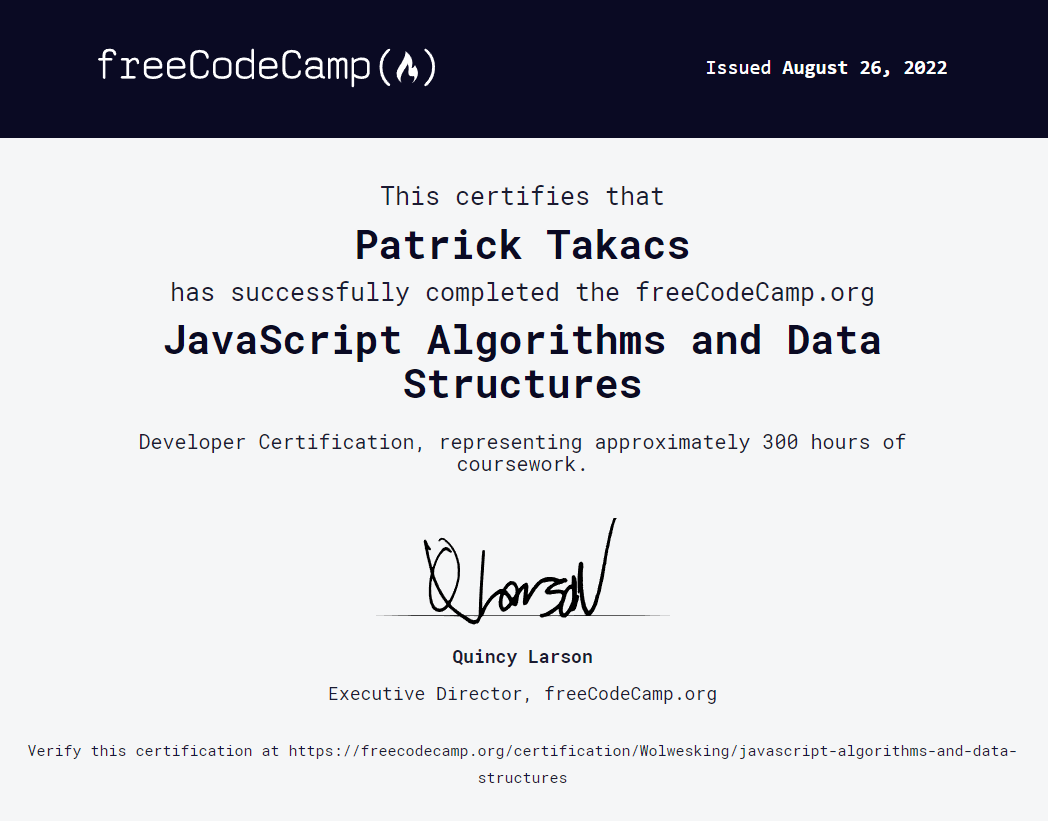 freeCodeCamp(🔥)
Issued August 26, 2022
This certifies that
Patrick Takacs
has successfully completed the freeCodeCamp.org
JavaScript Algorithms and Data
Structures
Developer Certification, representing approximately 300 hours of
coursework.
Q Larson
Quincy Larson
Executive Director, freeCodeCamp.org
Verify this certification at https://freecodecamp.org/certification/Wolwesking/javascript-algorithms-and-data-
structures